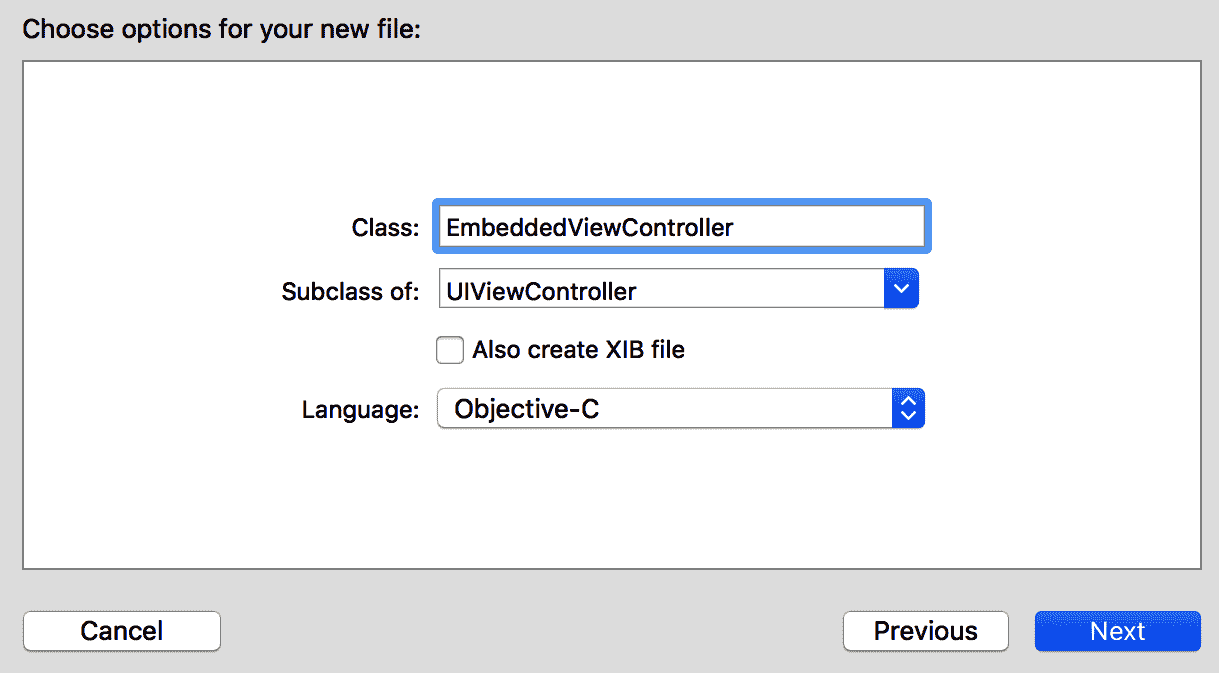 Choose options for your new file:
Class: EmbeddedViewController
Subclass of: UIViewController
Also create XIB file
Language: Objective-C
Cancel Previous Next